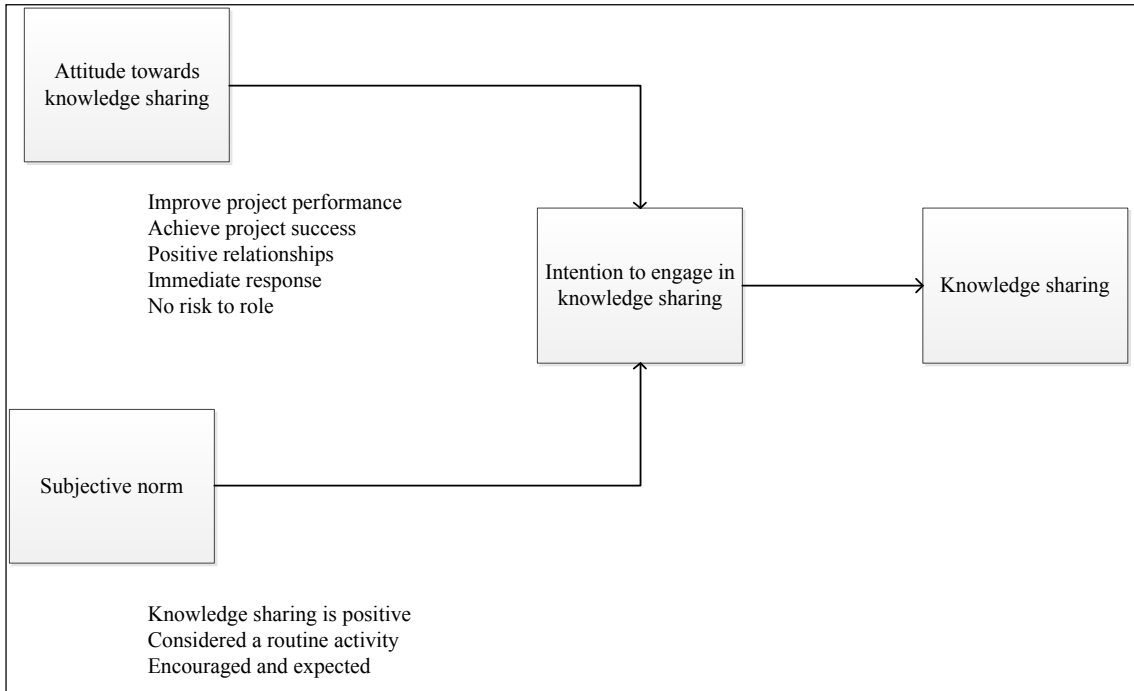 Attitude towards
knowledge sharing
Improve project performance
Achieve project success
Positive relationships
Immediate response
No risk to role
Intention to engage in
knowledge sharing
Knowledge sharing
Subjective norm
Knowledge sharing is positive
Considered a routine activity
Encouraged and expected